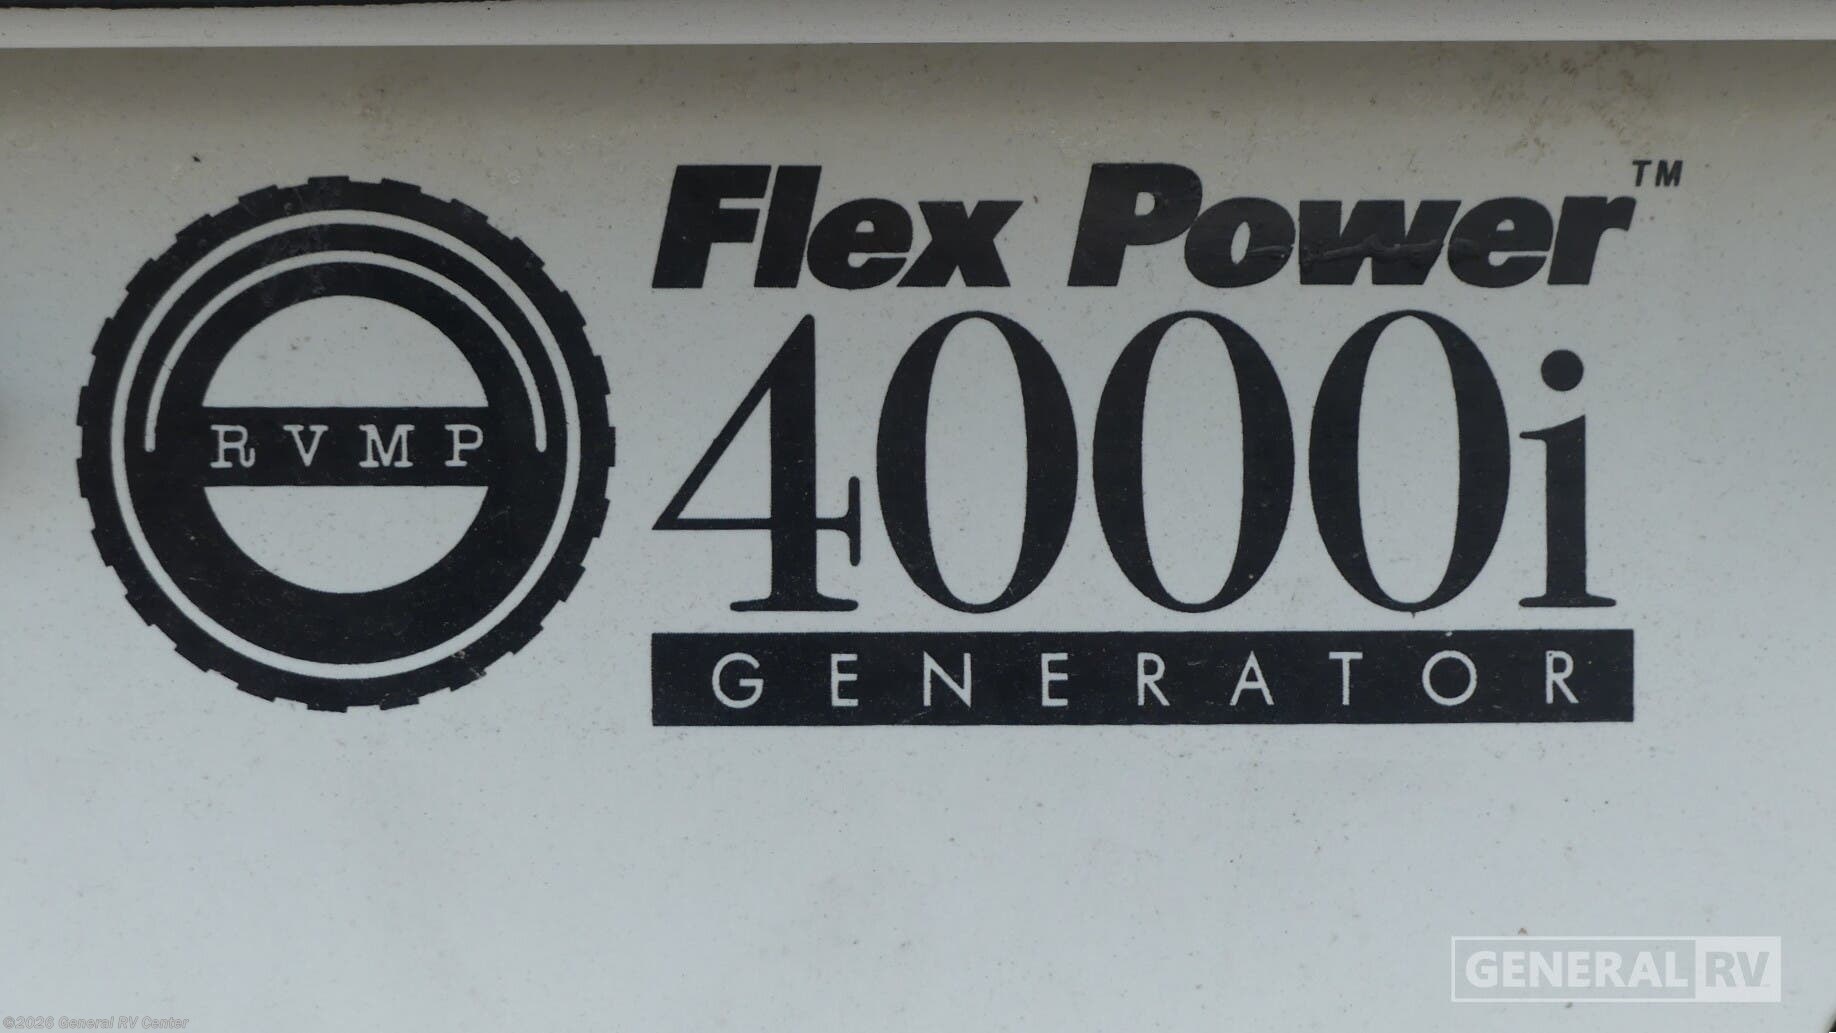 Flex Power™
4000i
RVMP
GENERATOR
GENERAL RV
©2026 General RV Center